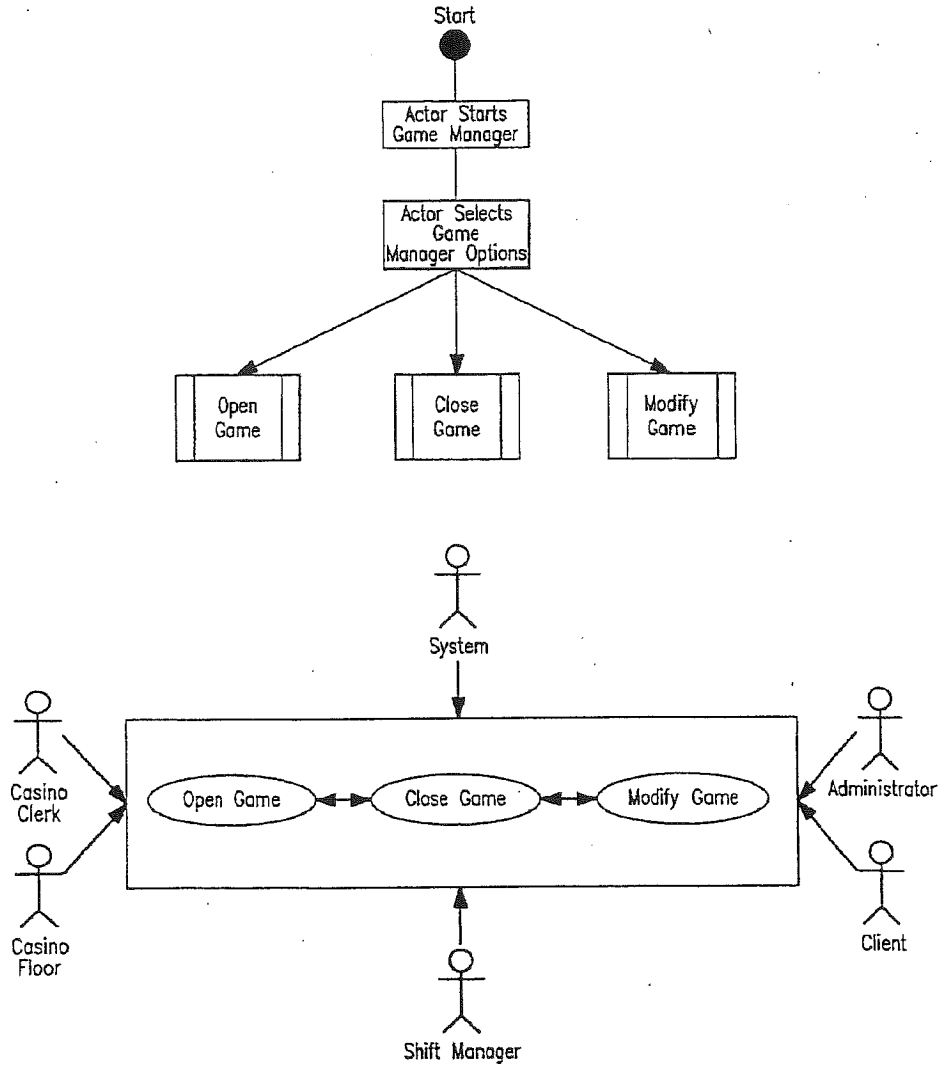 Start
Actor Starts
Game Manager
Actor Selects
Game
Manager Options
Open
Game
Close
Game
Modify
Game
System
Casino
Clerk
Administrator
Open Game
Close Game
Modify Game
Casino
Floor
Client
Shift Manager